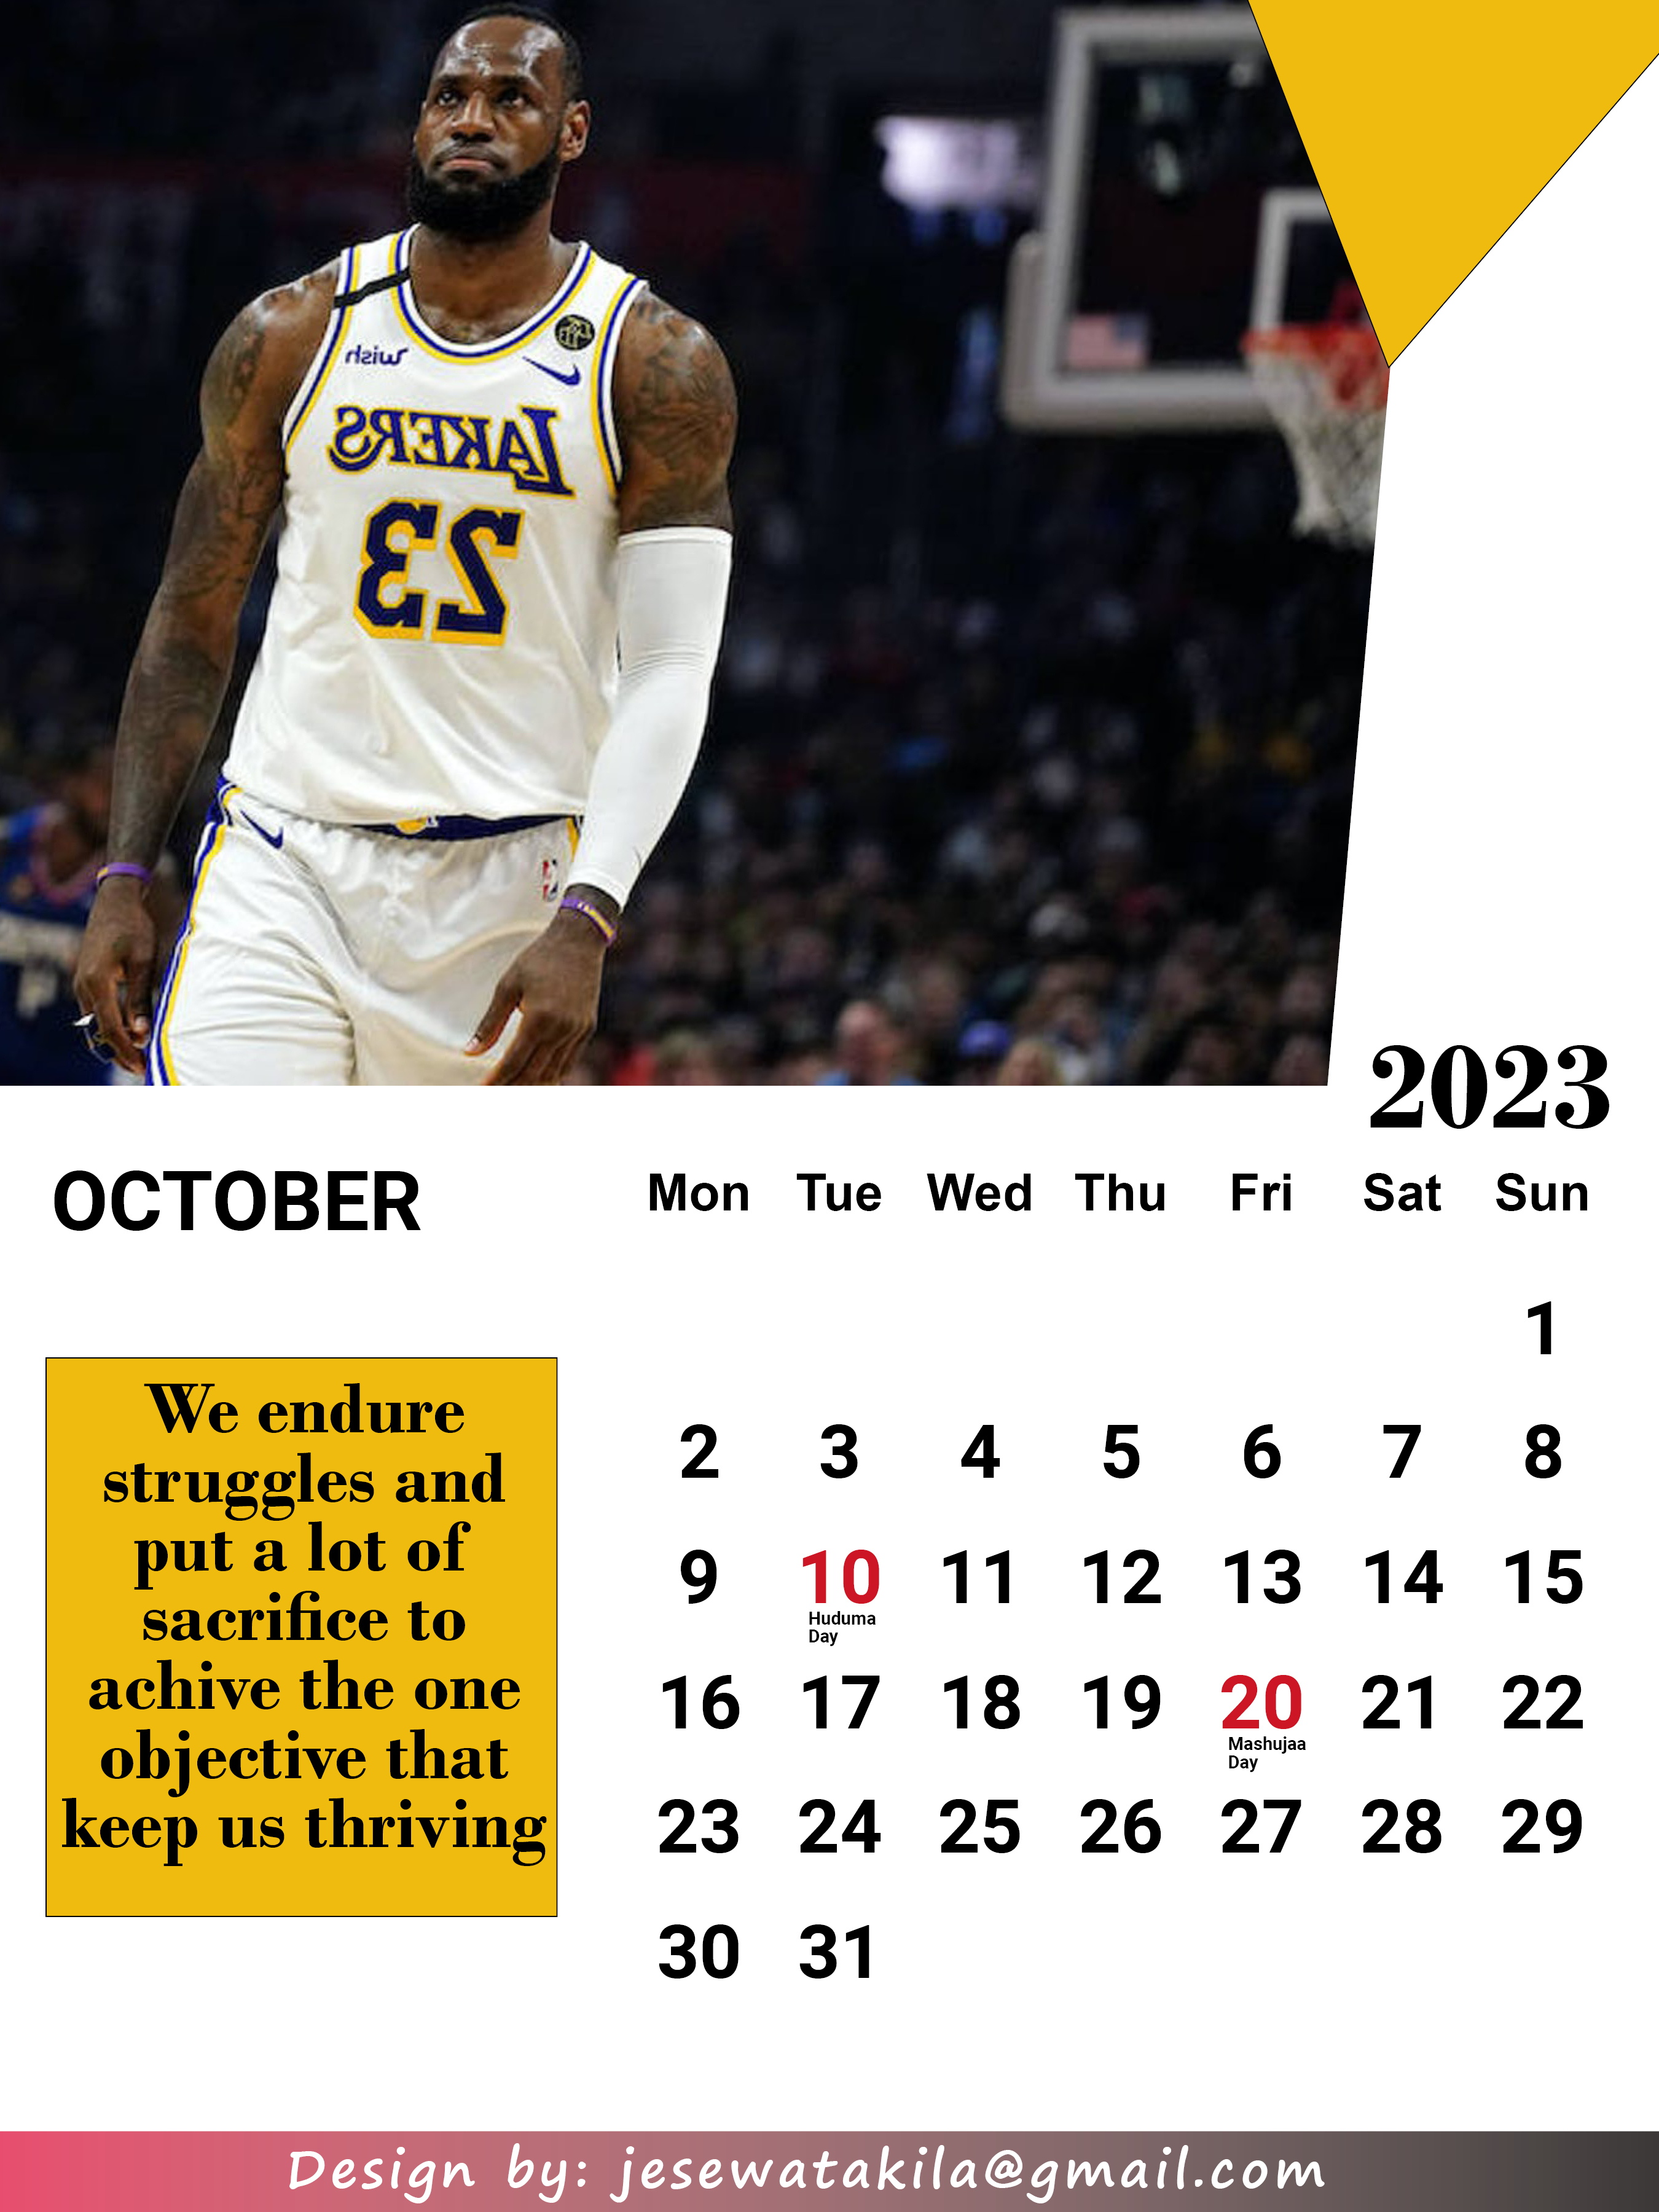 wish
LAKERS
23
2023
OCTOBER
Mon Tue Wed Thu Fri Sat Sun
1
2 3 4 5 6 7 8
9 10 11 12 13 14 15
Huduma
Day
16 17 18 19 20 21 22
Mashujaa
Day
23 24 25 26 27 28 29
30 31
We endure
struggles and
put a lot of
sacrifice to
achive the one
objective that
keep us thriving
Design by: jesewatakila@gmail.com